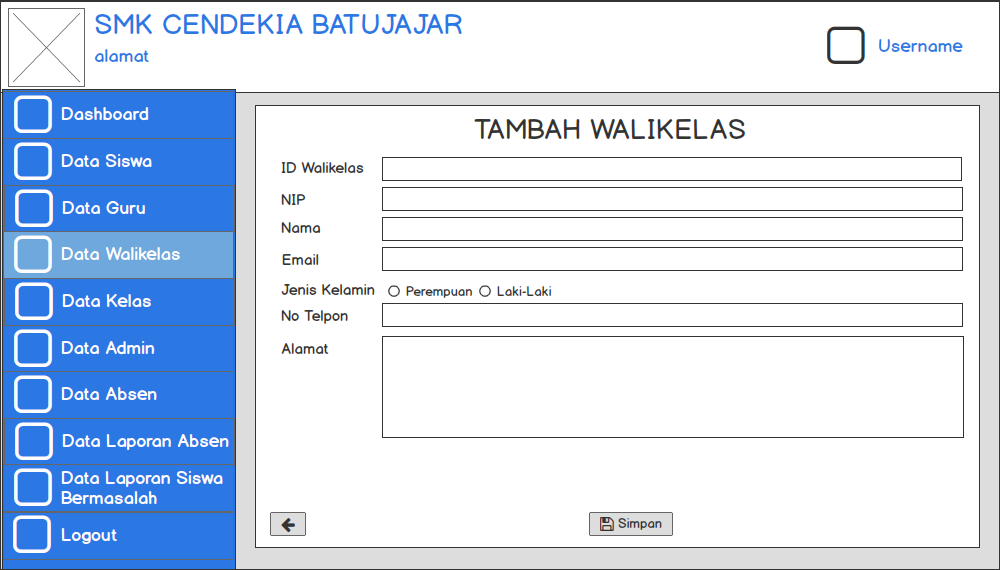 SMK CENDEKIA BATUJAJAR
alamat
Username
Dashboard
Data Siswa
Data Guru
Data Walikelas
Data Kelas
Data Admin
Data Absen
Data Laporan Absen
Data Laporan Siswa
Bermasalah
Logout
TAMBAH WALIKELAS
ID Walikelas
NIP
Nama
Email
Jenis Kelamin Perempuan Laki-Laki
No Telpon
Alamat
Simpan